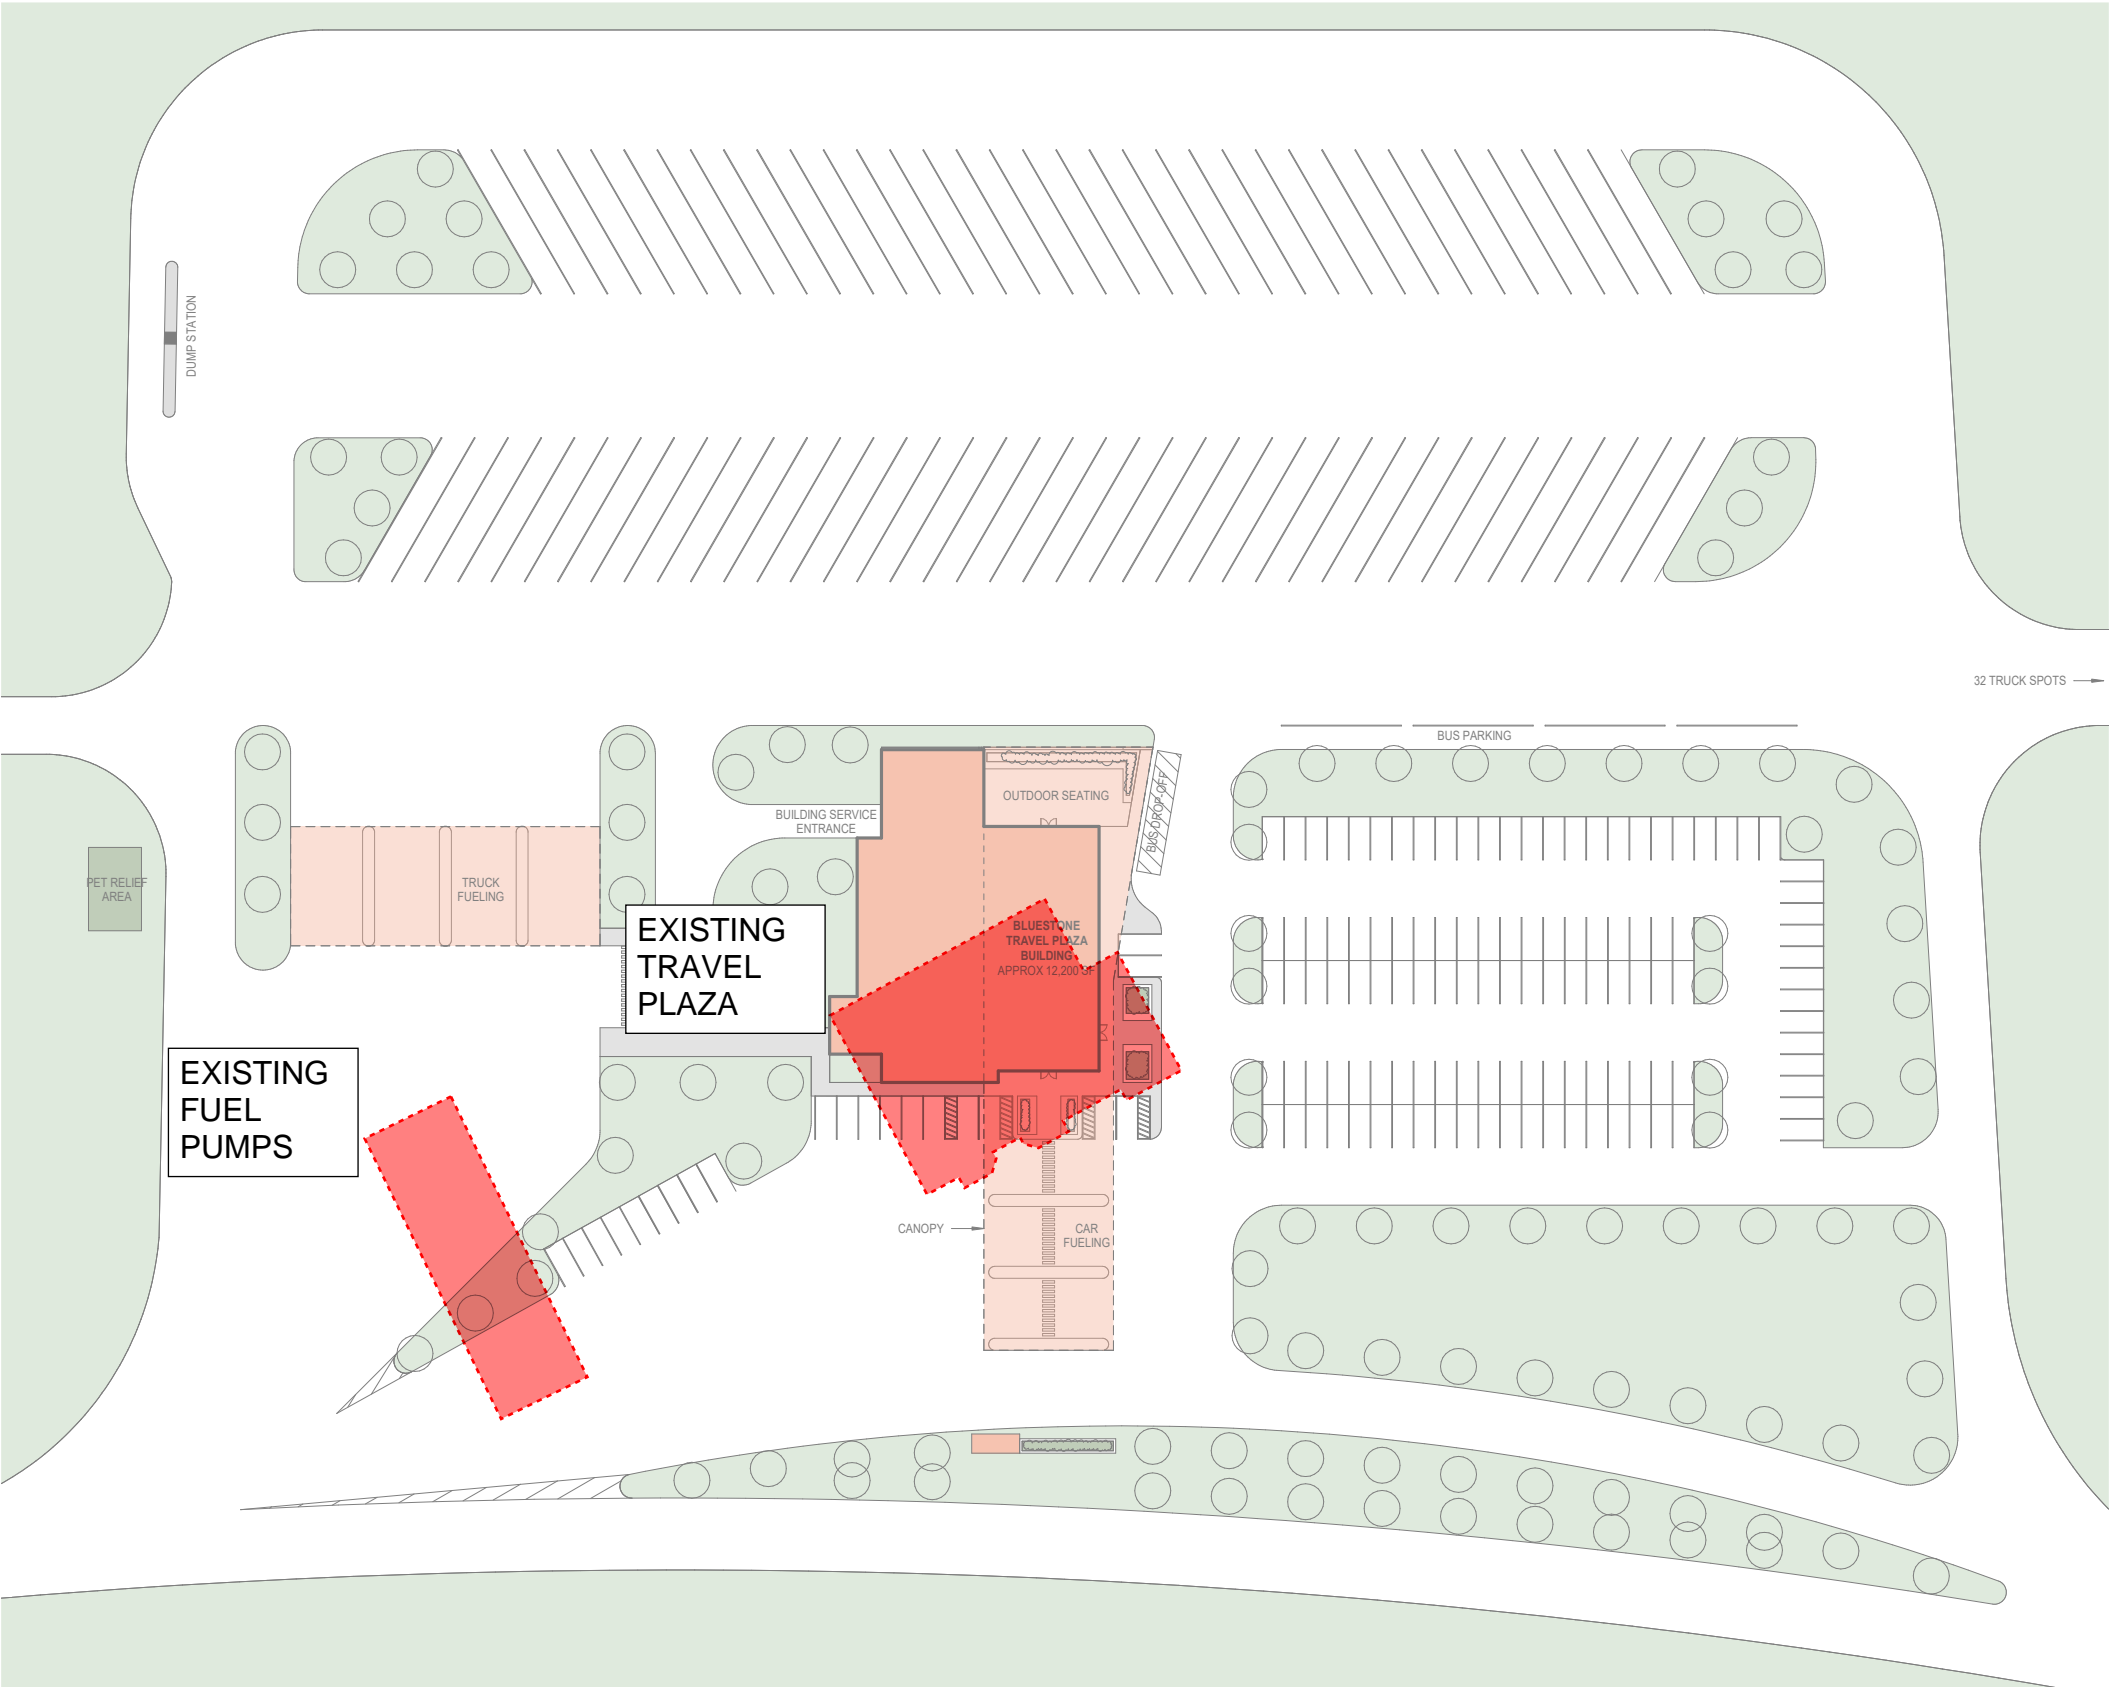 DUMP STATION
32 TRUCK SPOTS
BUS PARKING
OUTDOOR SEATING
BUS DROP-OFF
BUILDING SERVICE
ENTRANCE
PET RELIEF
AREA
TRUCK
FUELING
EXISTING
TRAVEL
PLAZA
BLUESTONE
TRAVEL PLAZA
BUILDING
APPROX 12,200 SF
EXISTING
FUEL
PUMPS
CANOPY
CAR
FUELING